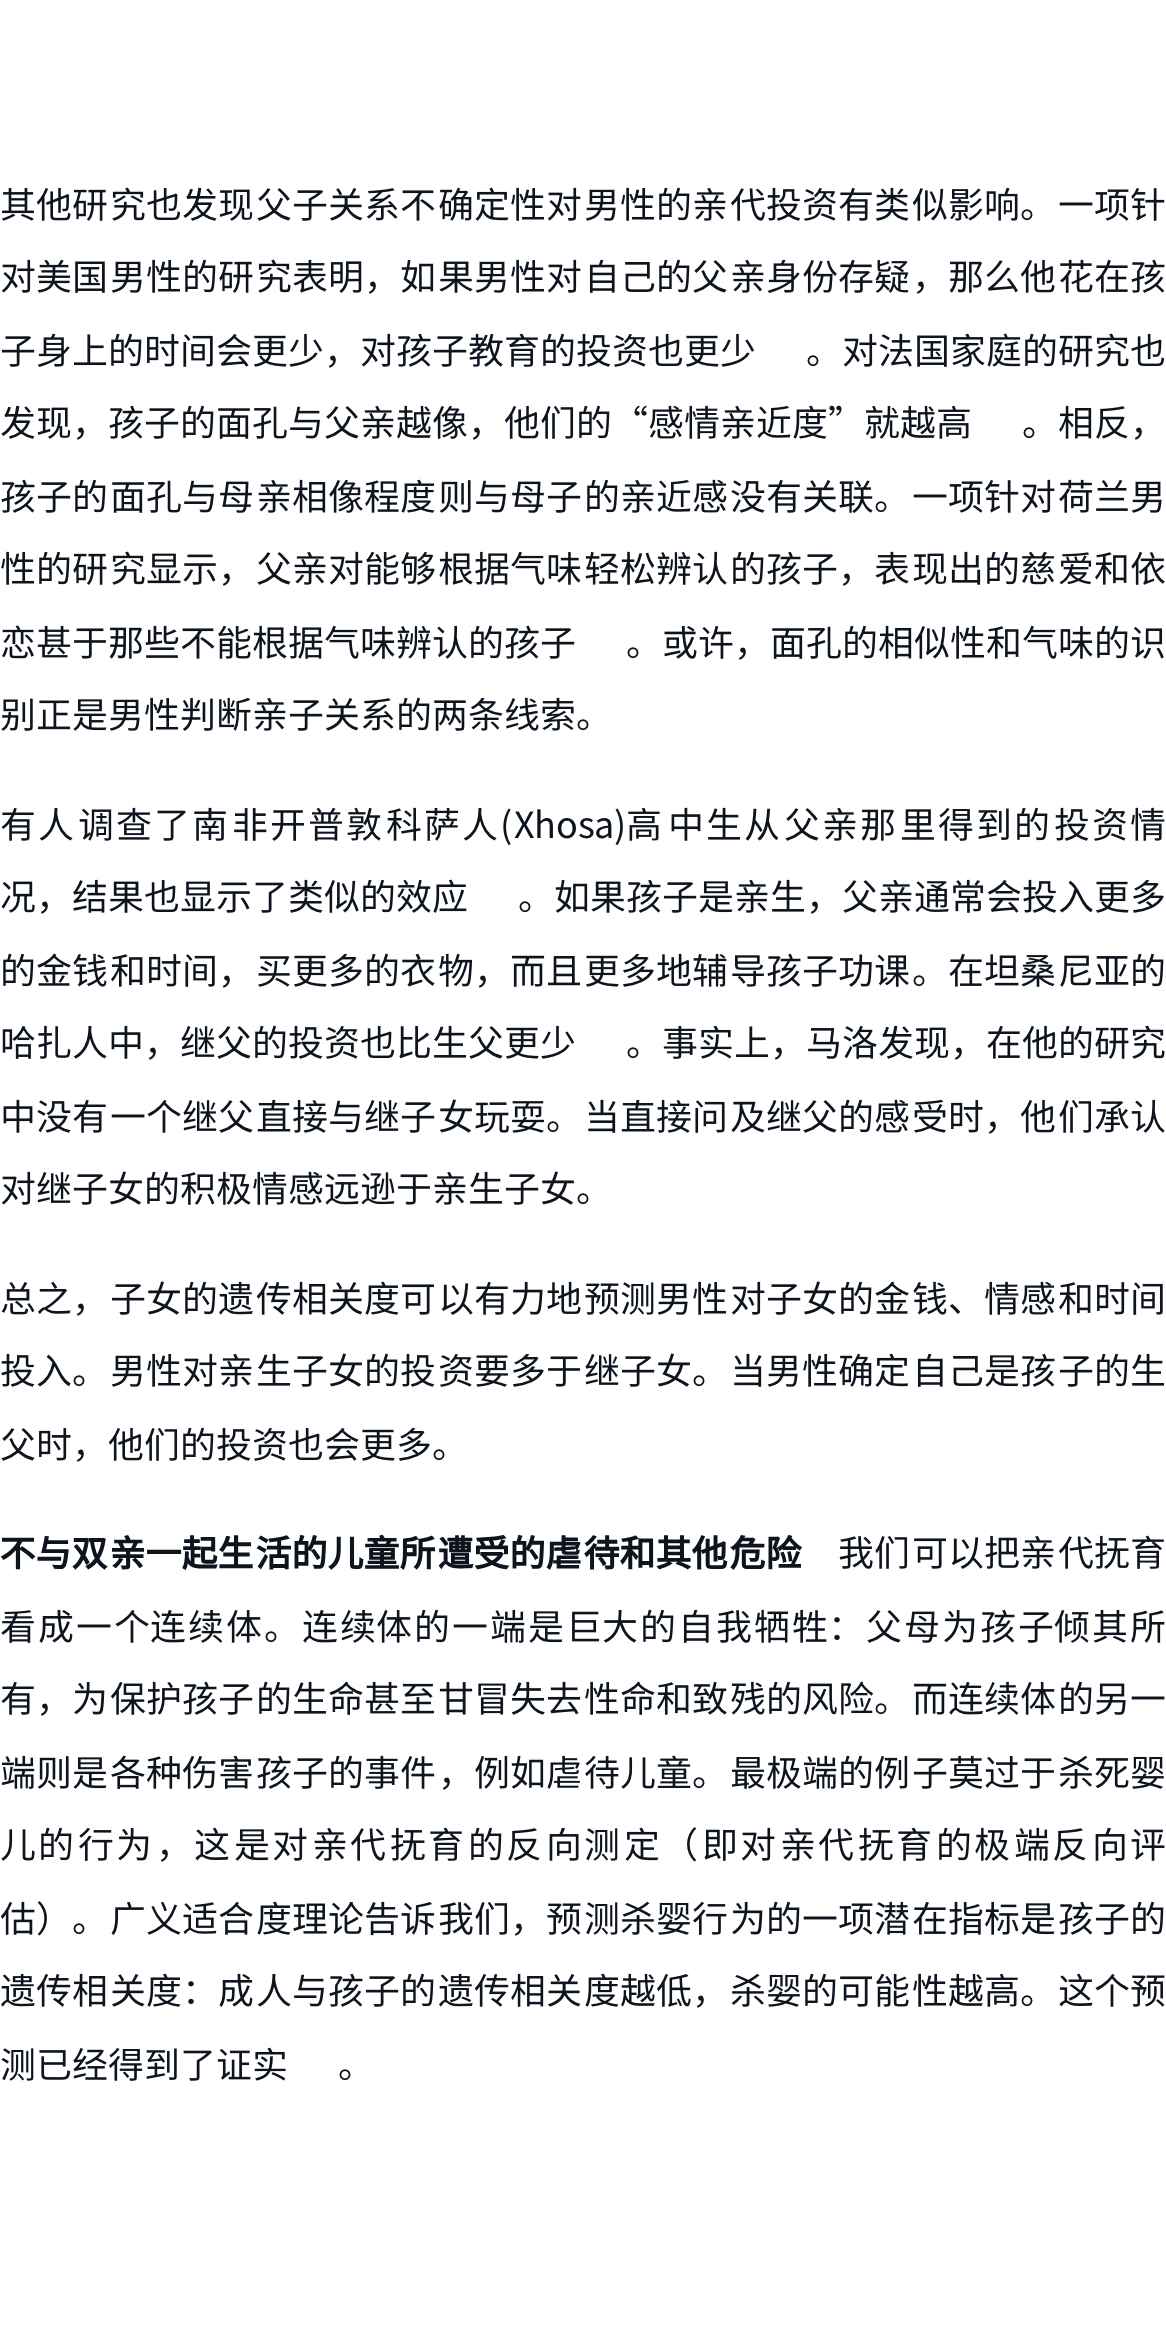 其他研究也发现父子关系不确定性对男性的亲代投资有类似影响。一项针
对美国男性的研究表明，如果男性对自己的父亲身份存疑，那么他花在孩
子身上的时间会更少，对孩子教育的投资也更少 。对法国家庭的研究也
发现，孩子的面孔与父亲越像，他们的“感情亲近度”就越高 。相反，
孩子的面孔与母亲相像程度则与母子的亲近感没有关联。一项针对荷兰男
性的研究显示，父亲对能够根据气味轻松辨认的孩子，表现出的慈爱和依
恋甚于那些不能根据气味辨认的孩子 。或许，面孔的相似性和气味的识
别正是男性判断亲子关系的两条线索。
有人调查了南非开普敦科萨人(Xhosa)高中生从父亲那里得到的投资情
况，结果也显示了类似的效应 。如果孩子是亲生，父亲通常会投入更多
的金钱和时间，买更多的衣物，而且更多地辅导孩子功课。在坦桑尼亚的
哈扎人中，继父的投资也比生父更少 。事实上，马洛发现，在他的研究
中没有一个继父直接与继子女玩耍。当直接问及继父的感受时，他们承认
对继子女的积极情感远逊于亲生子女。
总之，子女的遗传相关度可以有力地预测男性对子女的金钱、情感和时间
投入。男性对亲生子女的投资要多于继子女。当男性确定自己是孩子的生
父时，他们的投资也会更多。
不与双亲一起生活的儿童所遭受的虐待和其他危险 我们可以把亲代抚育
看成一个连续体。连续体的一端是巨大的自我牺牲：父母为孩子倾其所
有，为保护孩子的生命甚至甘冒失去性命和致残的风险。而连续体的另一
端则是各种伤害孩子的事件，例如虐待儿童。最极端的例子莫过于杀死婴
儿的行为，这是对亲代抚育的反向测定（即对亲代抚育的极端反向评
估）。广义适合度理论告诉我们，预测杀婴行为的一项潜在指标是孩子的
遗传相关度：成人与孩子的遗传相关度越低，杀婴的可能性越高。这个预
测已经得到了证实 。